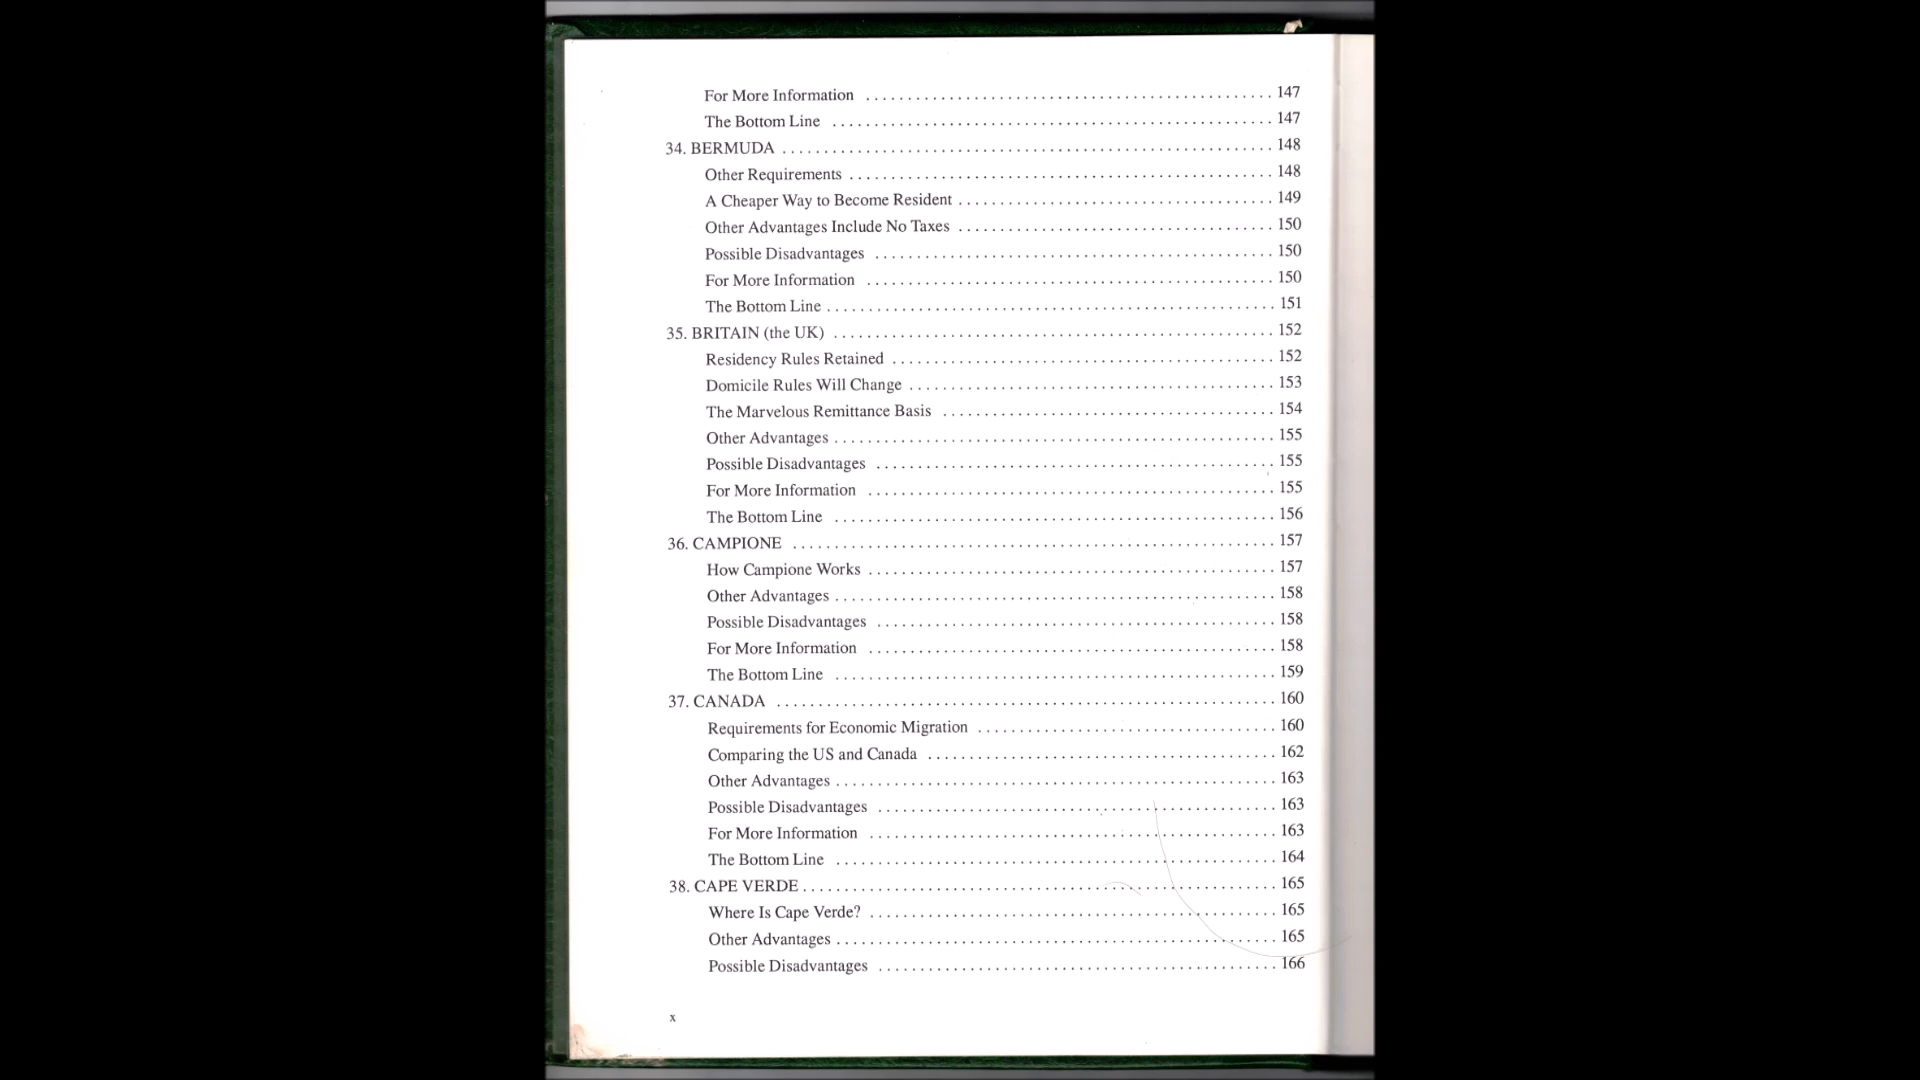 For More Information ........ 147
The Bottom Line ........ 147
34. BERMUDA ........ 148
Other Requirements ........ 148
A Cheaper Way to Become Resident ........ 149
Other Advantages Include No Taxes ........ 150
Possible Disadvantages ........ 150
For More Information ........ 150
The Bottom Line ........ 151
35. BRITAIN (the UK) ........ 152
Residency Rules Retained ........ 152
Domicile Rules Will Change ........ 153
The Marvelous Remittance Basis ........ 154
Other Advantages ........ 155
Possible Disadvantages ........ 155
For More Information ........ 155
The Bottom Line ........ 156
36. CAMPIONE ........ 157
How Campione Works ........ 157
Other Advantages ........ 158
Possible Disadvantages ........ 158
For More Information ........ 158
The Bottom Line ........ 159
37. CANADA ........ 160
Requirements for Economic Migration ........ 160
Comparing the US and Canada ........ 162
Other Advantages ........ 163
Possible Disadvantages ........ 163
For More Information ........ 163
The Bottom Line ........ 164
38. CAPE VERDE ........ 165
Where Is Cape Verde? ........ 165
Other Advantages ........ 165
Possible Disadvantages ........ 166
x